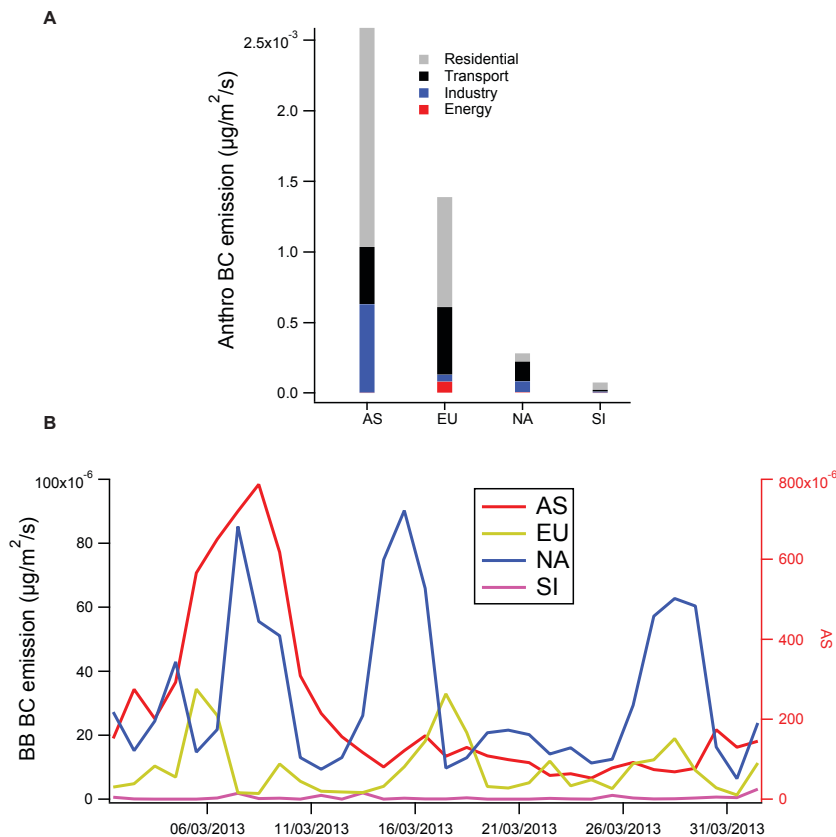 A
Anthro BC emission (µg/m²/s)
2.5x10⁻³
2.0
1.5
1.0
0.5
0.0
Residential
Transport
Industry
Energy
AS EU NA SI
B
BB BC emission (µg/m²/s)
100x10⁻⁶
80
60
40
20
0
AS
EU
NA
SI
800x10⁻⁶
600
400
200
0
AS
06/03/2013 11/03/2013 16/03/2013 21/03/2013 26/03/2013 31/03/2013